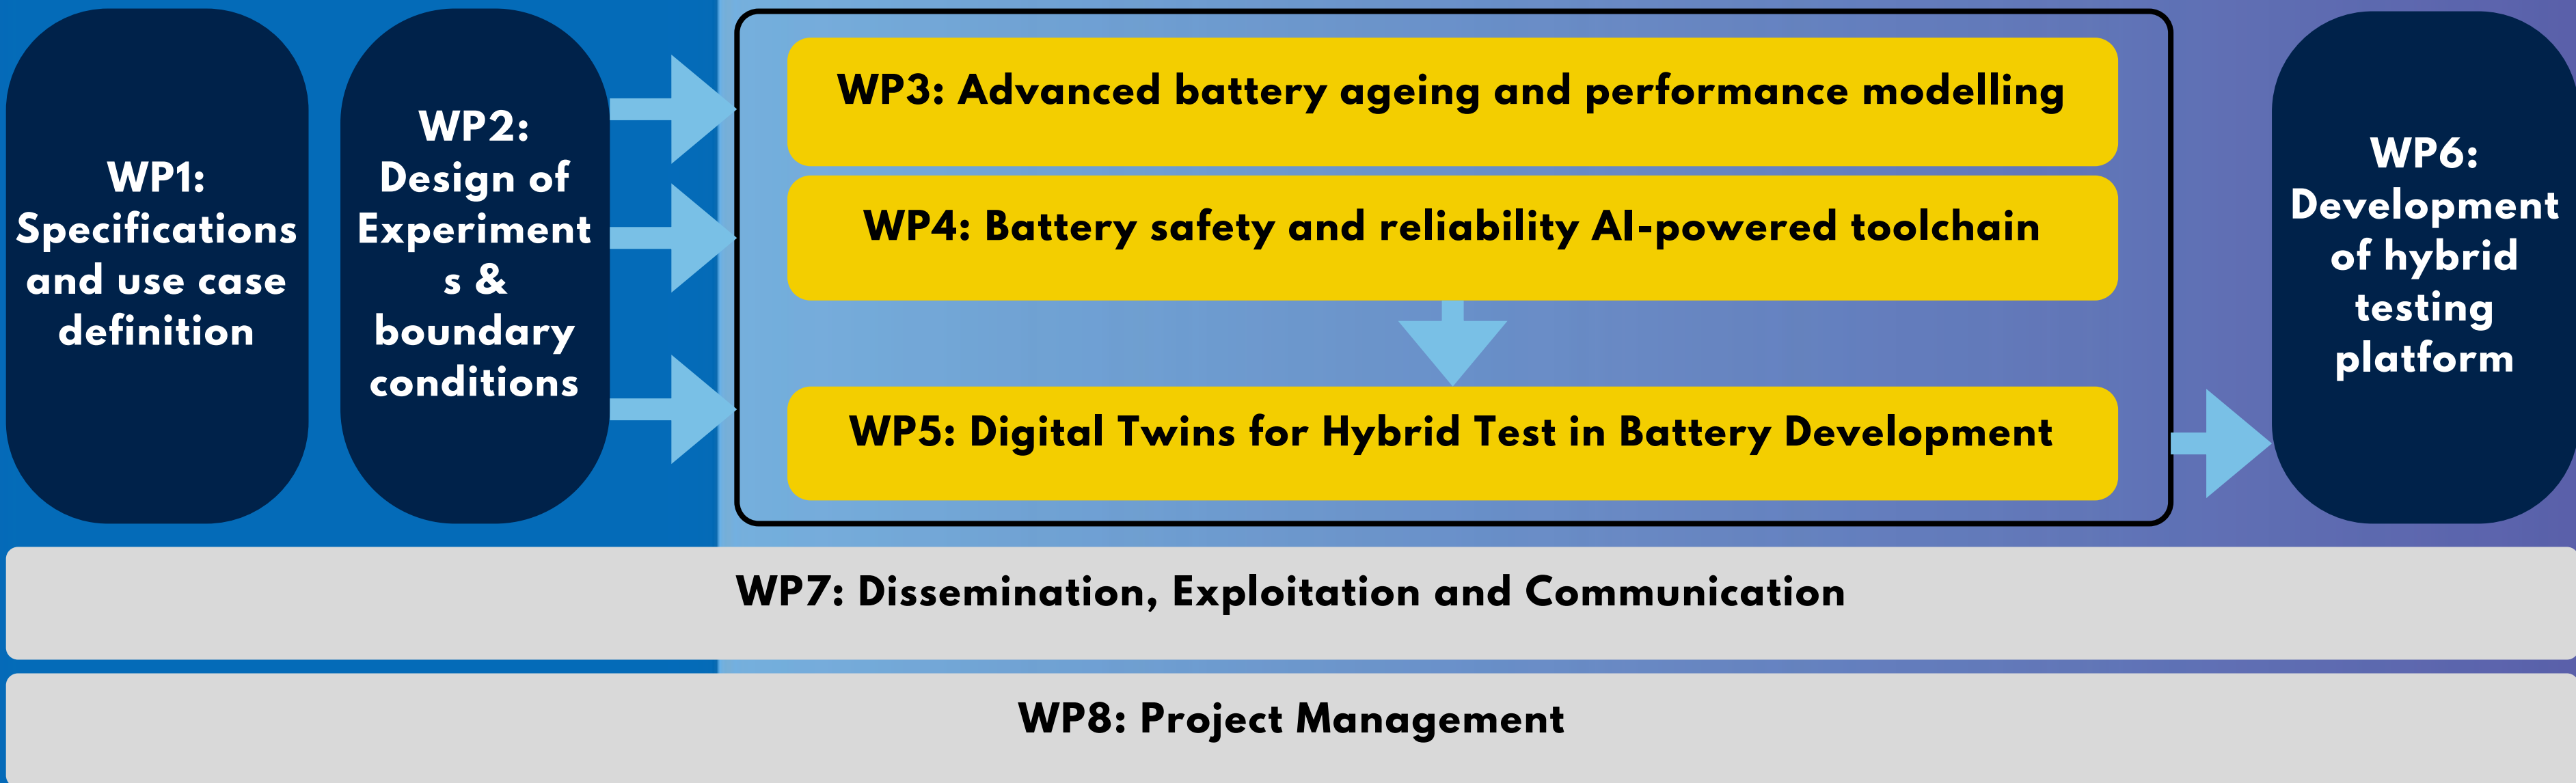 WP1:
Specifications
and use case
definition
WP2:
Design of
Experiment
s &
boundary
conditions
WP3: Advanced battery ageing and performance modelling
WP4: Battery safety and reliability AI-powered toolchain
WP5: Digital Twins for Hybrid Test in Battery Development
WP6:
Development
of hybrid
testing
platform
WP7: Dissemination, Exploitation and Communication
WP8: Project Management